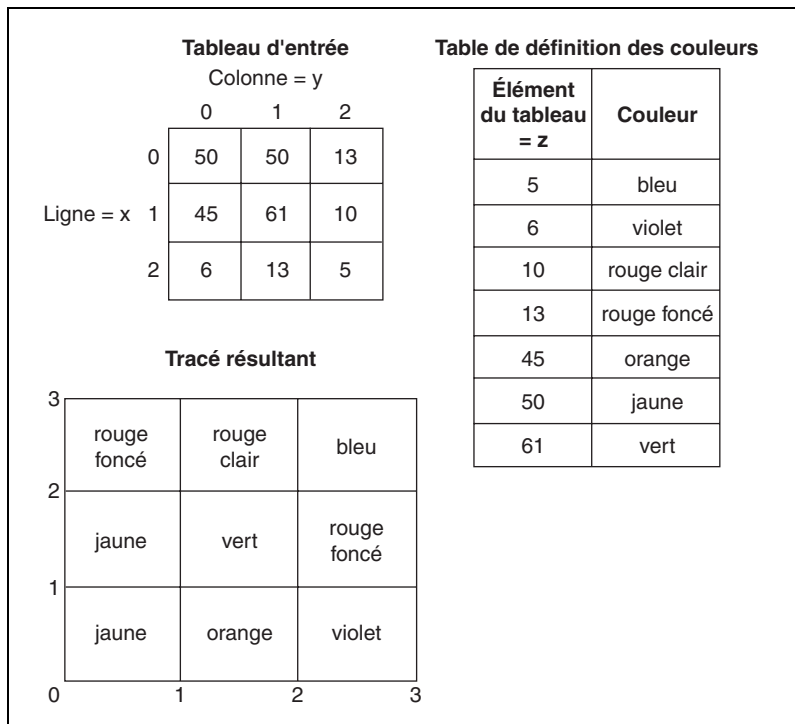 Tableau d'entrée
Colonne = y
0 1 2
0 50 50 13
Ligne = x 1 45 61 10
2 6 13 5
Table de définition des couleurs
Élément
du tableau
= z
Couleur
5 bleu
6 violet
10 rouge clair
13 rouge foncé
45 orange
50 jaune
61 vert
Tracé résultant
3
rouge
foncé
rouge
clair
bleu
2
jaune
vert
rouge
foncé
1
jaune
orange
violet
0 1 2 3